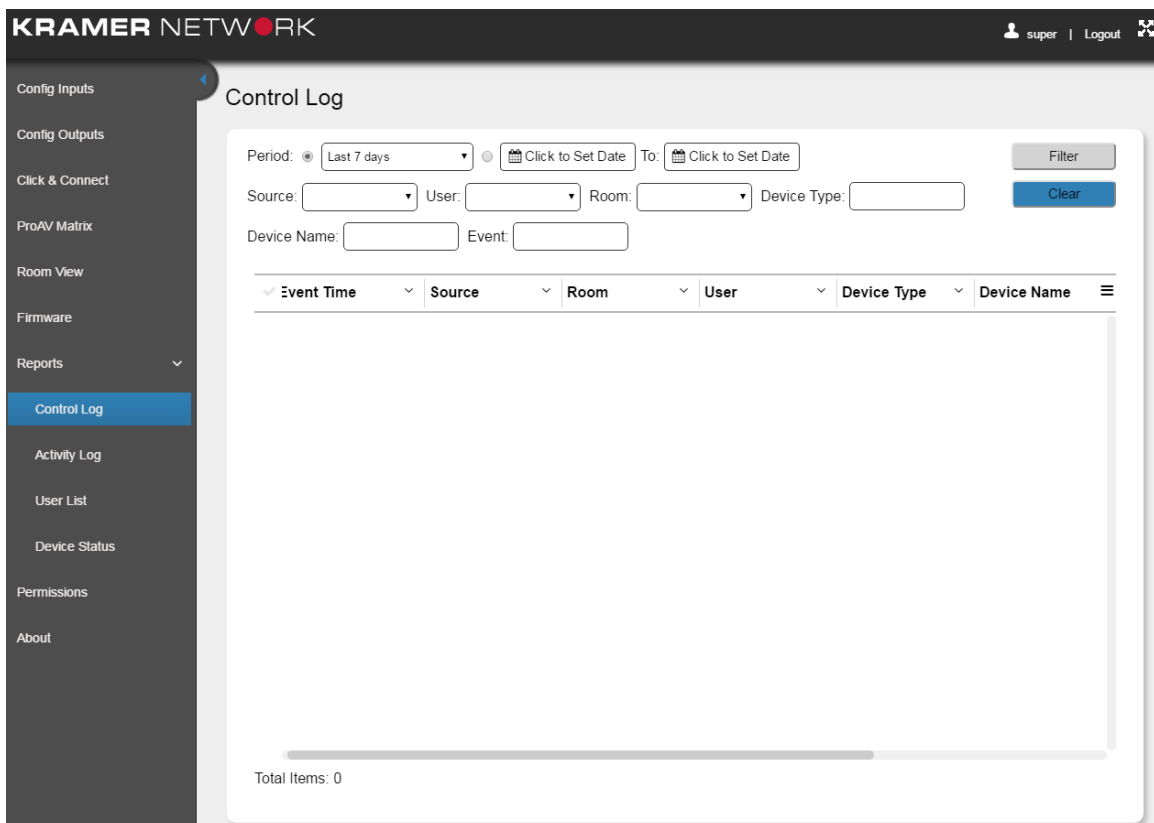 KRAMER NETWORK
super | Logout
Config Inputs
Config Outputs
Click & Connect
ProAV Matrix
Room View
Firmware
Reports
Control Log
Activity Log
User List
Device Status
Permissions
About
Control Log
Period: Last 7 days Click to Set Date To: Click to Set Date Filter
Source: User: Room: Device Type: Clear
Device Name: Event:
Event Time Source Room User Device Type Device Name
Total Items: 0